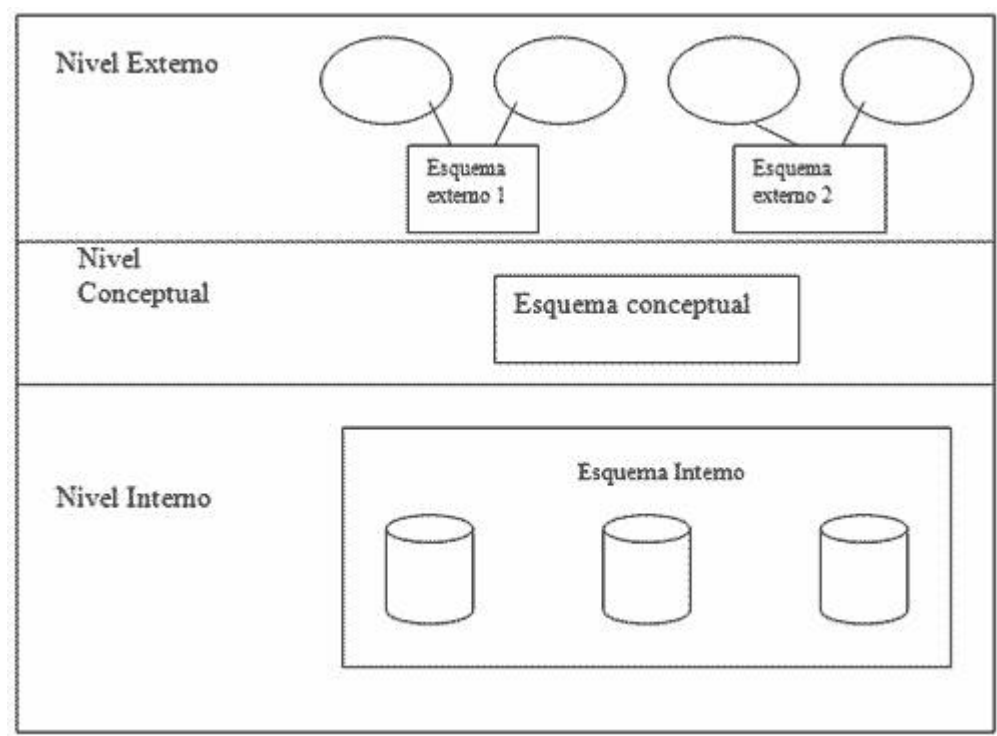 Nivel Externo
Esquema
externo 1
Esquema
externo 2
Nivel
Conceptual
Esquema conceptual
Esquema Interno
Nivel Interno